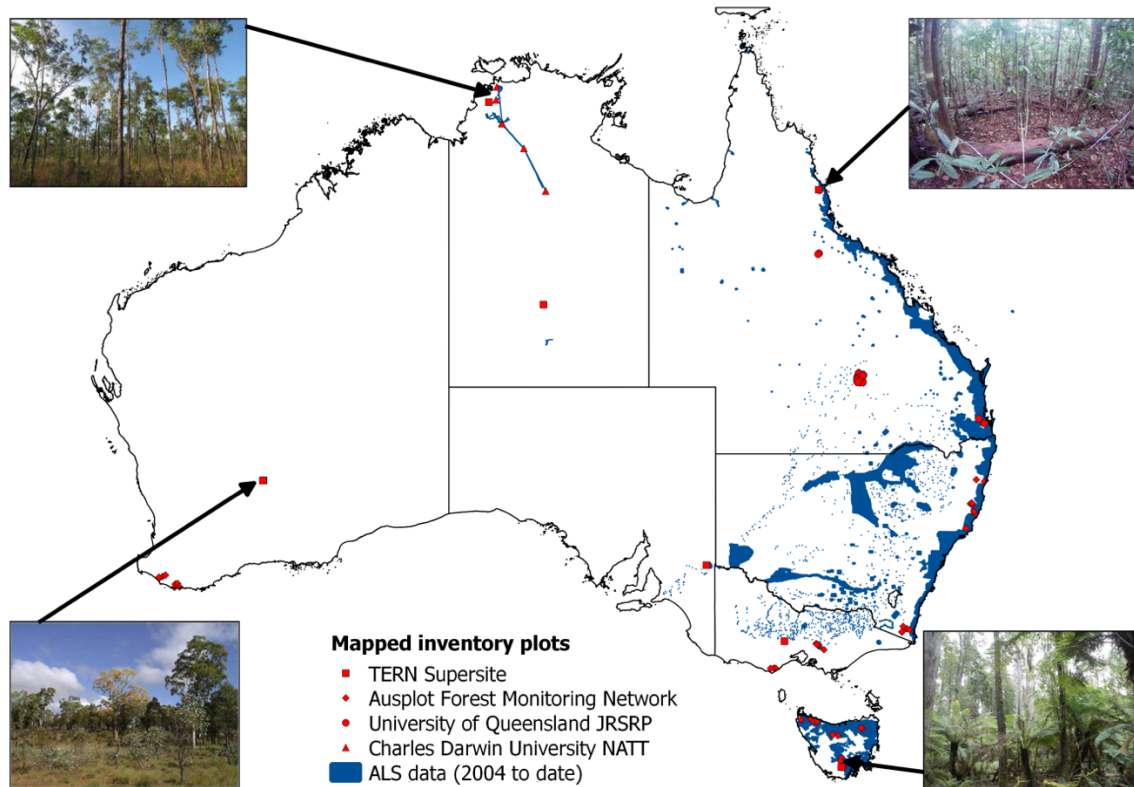 Mapped inventory plots
TERN Supersite
Ausplot Forest Monitoring Network
University of Queensland JRSRP
Charles Darwin University NATT
ALS data (2004 to date)